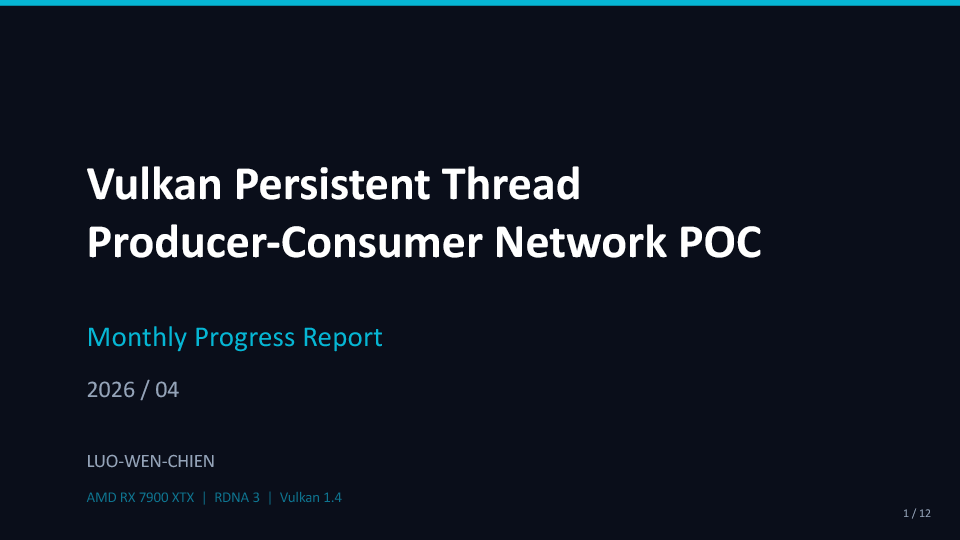 Vulkan Persistent Thread
Producer-Consumer Network POC
Monthly Progress Report
2026 / 04
LUO-WEN-CHIEN
AMD RX 7900 XTX | RDNA 3 | Vulkan 1.4
1 / 12